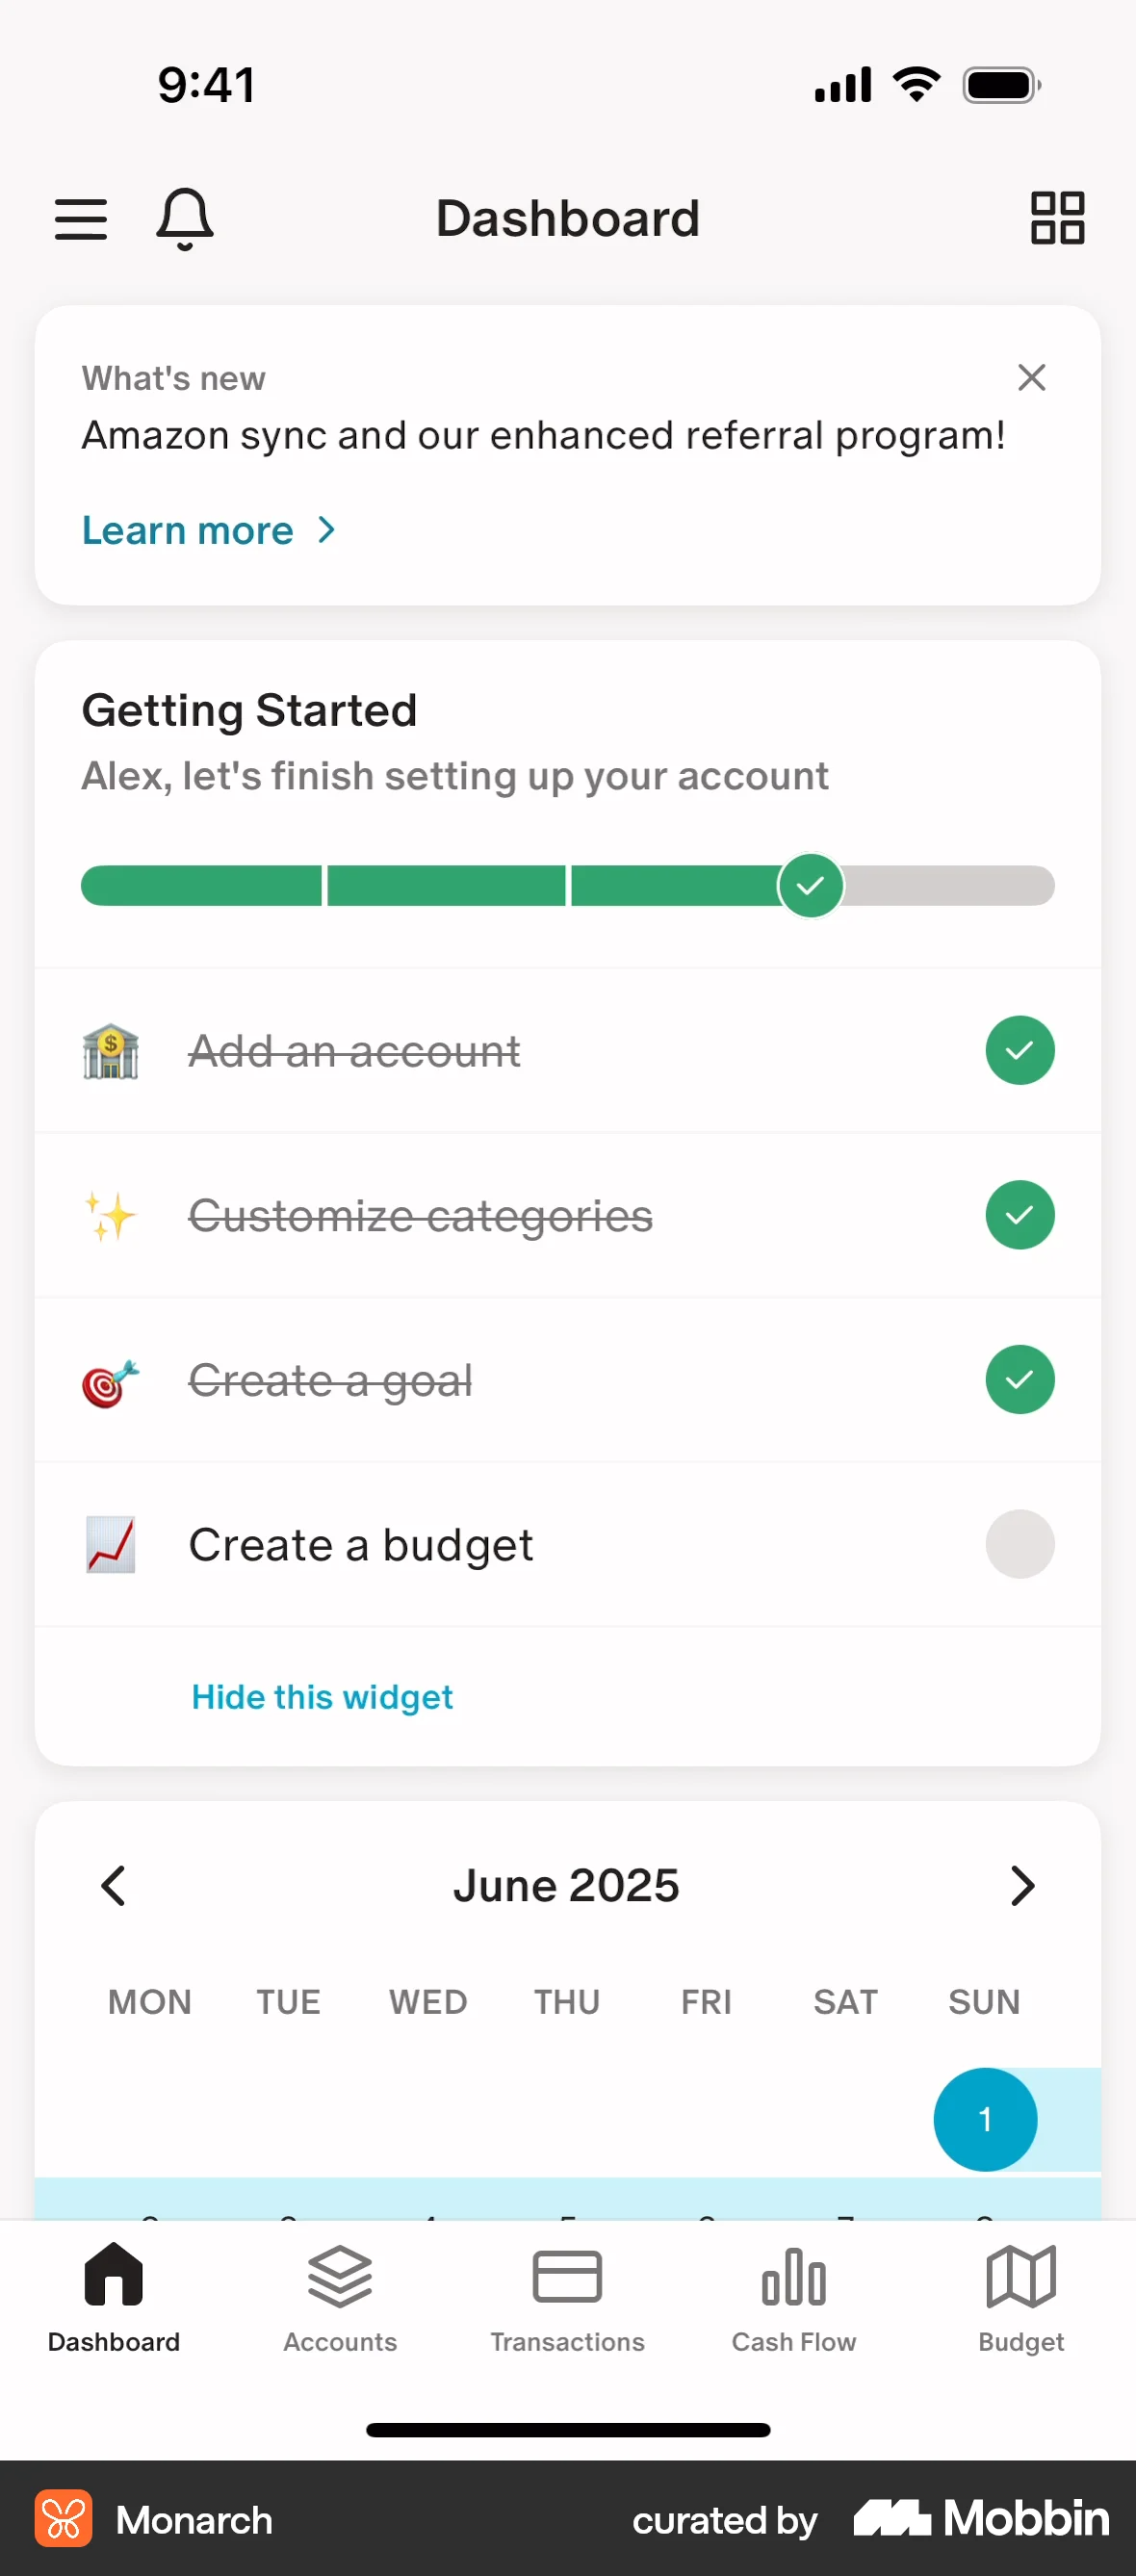 9:41
Dashboard
What's new
Amazon sync and our enhanced referral program!
Learn more
Getting Started
Alex, let's finish setting up your account
$
Add an account
Customize categories
Create a goal
Create a budget
Hide this widget
June 2025
MON TUE WED THU FRI SAT SUN
1
Dashboard Accounts Transactions Cash Flow Budget
Monarch curated by Mobbin